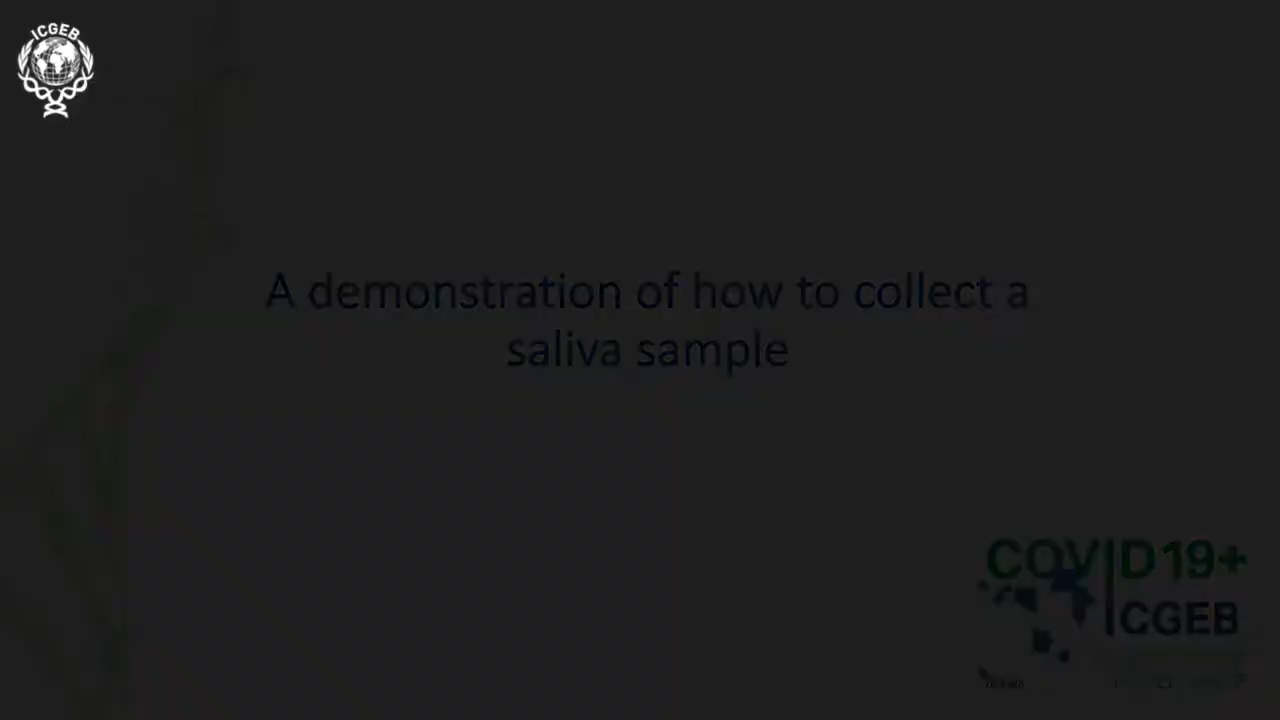 ICGEB
A demonstration of how to collect a
saliva sample
COVID19+
ICGEB